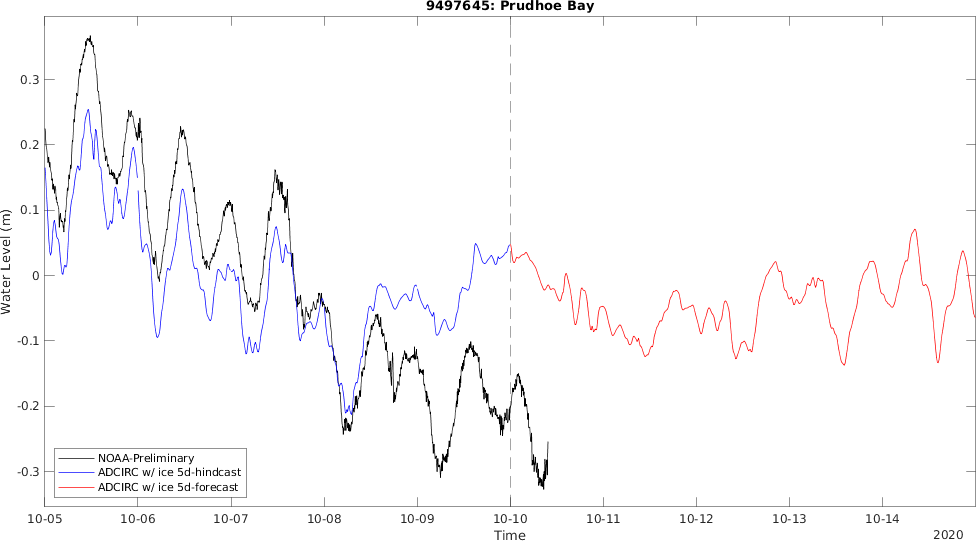 9497645: Prudhoe Bay
Water Level (m)
0.3
0.2
0.1
0
-0.1
-0.2
-0.3
NOAA-Preliminary
ADCIRC w/ ice 5d-hindcast
ADCIRC w/ ice 5d-forecast
10-05 10-06 10-07 10-08 10-09 10-10 10-11 10-12 10-13 10-14
Time
2020